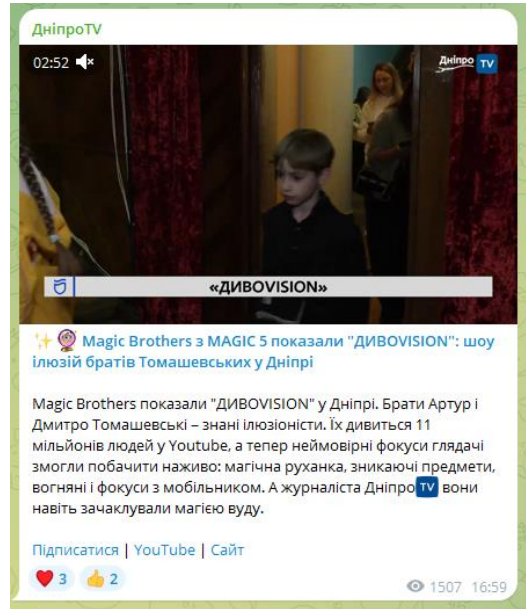 ДніпроTV
02:52
Дніпро TV
«ДИВОVISION»
Magic Brothers з MAGIC 5 показали "ДИВОVISION": шоу
ілюзій братів Томашевських у Дніпрі
Magic Brothers показали "ДИВОVISION" у Дніпрі. Брати Артур і
Дмитро Томашевські – знані ілюзіоністи. Їх дивиться 11
мільйонів людей у Youtube, а тепер неймовірні фокуси глядачі
змогли побачити наживо: магічна руханка, зникаючі предмети,
вогняні і фокуси з мобільником. А журналіста ДніпроTV вони
навіть зачаклували магією вуду.
Підписатися | YouTube | Сайт
3 2
1507 16:59